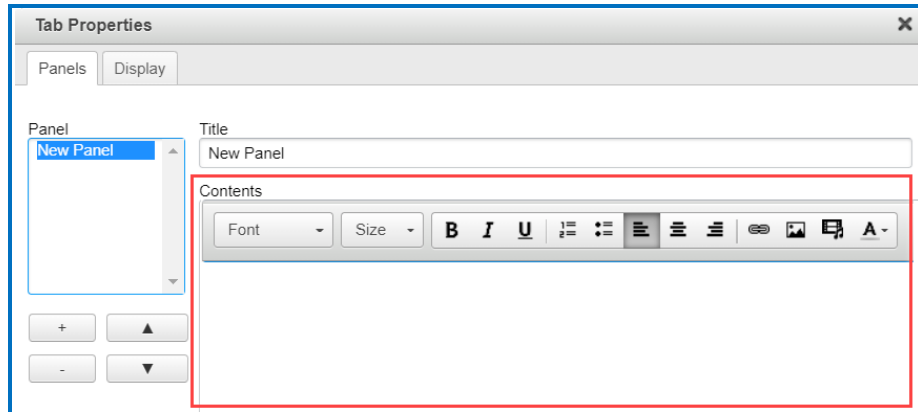 Tab Properties
Panels Display
Panel
New Panel
+
-
Title
New Panel
Contents
Font Size B I U A